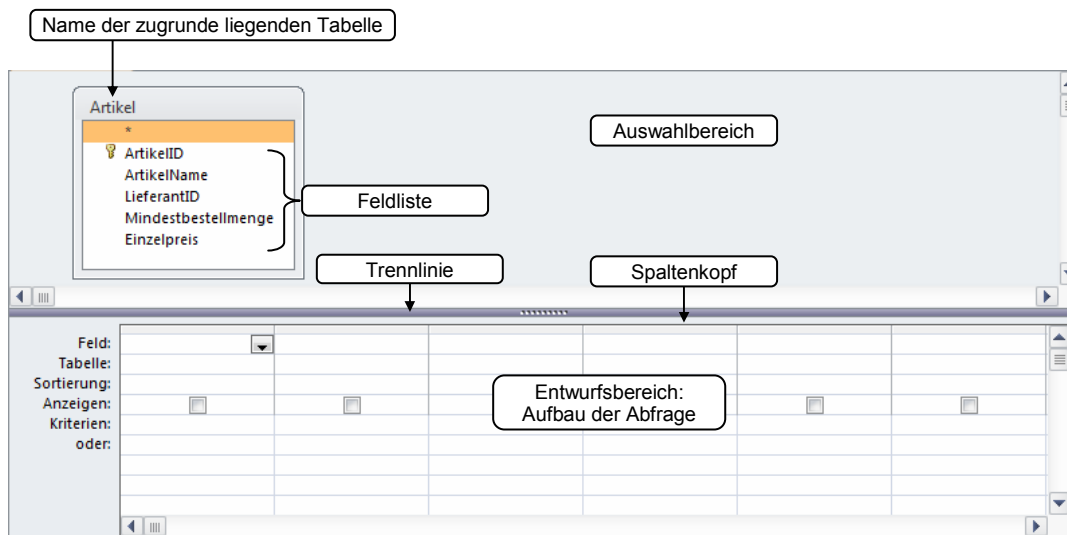 Name der zugrunde liegenden Tabelle
Artikel
*
ArtikelID
ArtikelName
LieferantID
Mindestbestellmenge
Einzelpreis
Auswahlbereich
Feldliste
Trennlinie
Spaltenkopf
Feld:
Tabelle:
Sortierung:
Anzeigen:
Kriterien:
oder:
Entwurfsbereich:
Aufbau der Abfrage